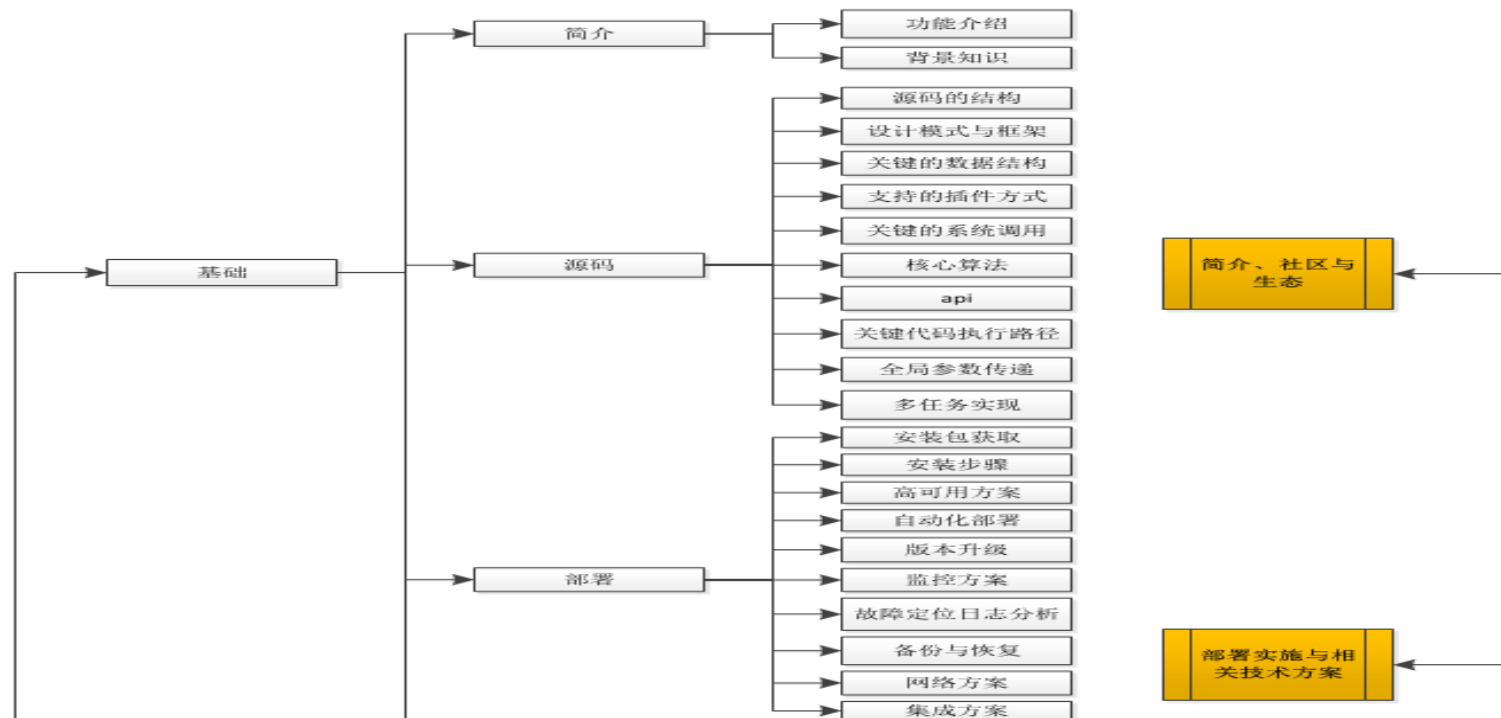 简介
功能介绍
背景知识
源码的结构
设计模式与框架
关键的数据结构
支持的插件方式
关键的系统调用
基础
源码
核心算法
api
关键代码执行路径
全局参数传递
多任务实现
简介、社区与
生态
安装包获取
安装步骤
高可用方案
自动化部署
版本升级
部署
监控方案
故障定位日志分析
备份与恢复
网络方案
集成方案
部署实施与相
关技术方案